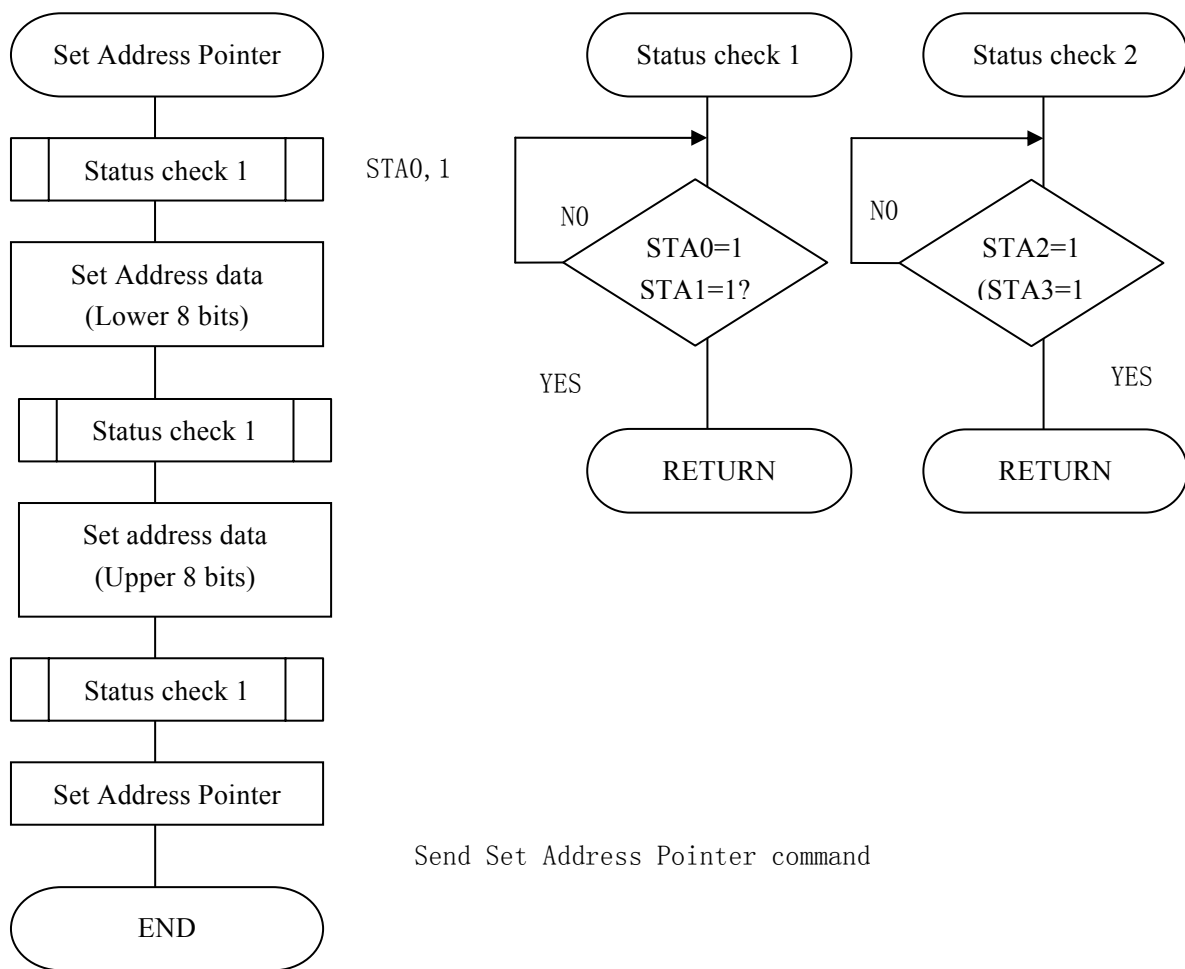 Set Address Pointer
Status check 1
STA0,1
Set Address data
(Lower 8 bits)
Status check 1
Set address data
(Upper 8 bits)
Status check 1
Set Address Pointer
Send Set Address Pointer command
END
Status check 1
NO
STA0=1
STA1=1?
YES
RETURN
Status check 2
NO
STA2=1
(STA3=1
YES
RETURN